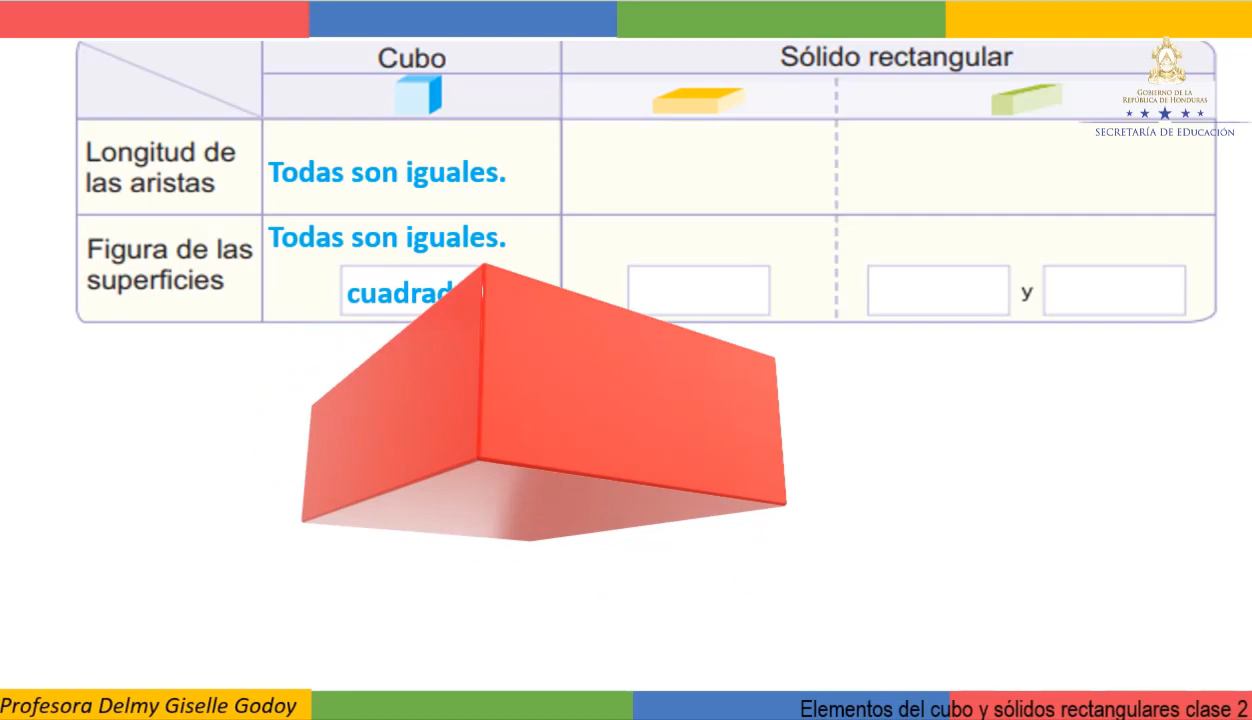 Cubo
Sólido rectangular
GOBIERNO DE LA
REPÚBLICA DE HONDURAS
SECRETARÍA DE EDUCACIÓN
Longitud de
las aristas
Todas son iguales.
Figura de las
superficies
Todas son iguales.
cuadrad
y
Profesora Delmy Giselle Godoy
Elementos del cubo y sólidos rectangulares clase 2